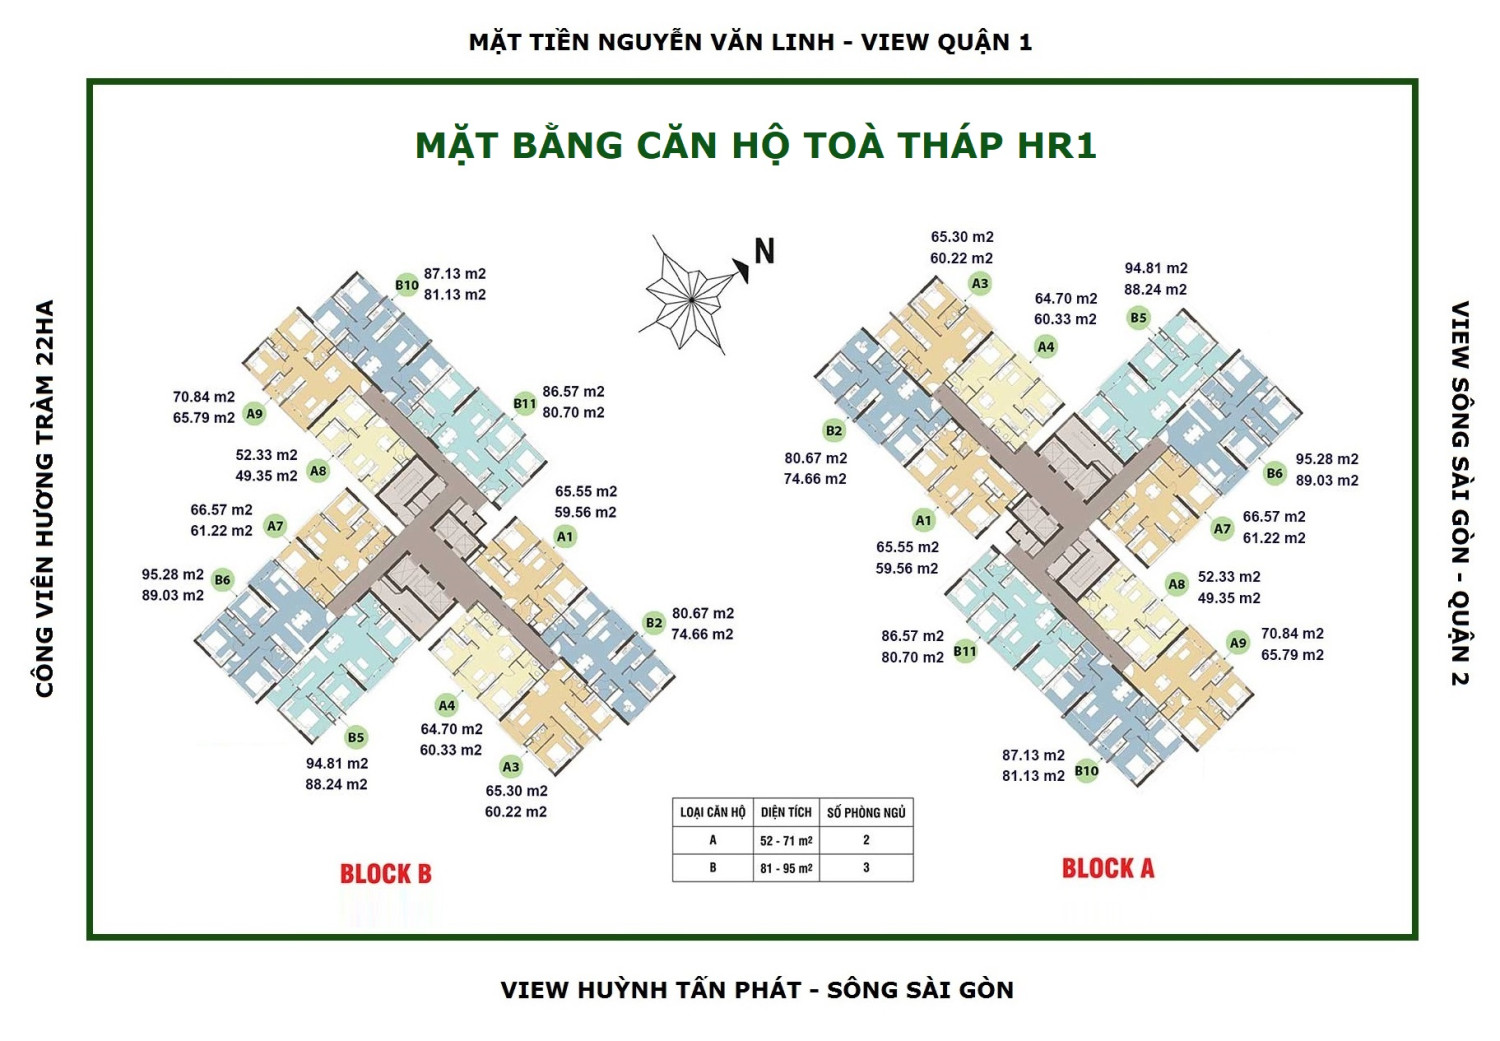 MẶT TIỀN NGUYỄN VĂN LINH - VIEW QUẬN 1
MẶT BẰNG CĂN HỘ TOÀ THÁP HR1
CÔNG VIÊN HƯƠNG TRÀM 22HA
VIEW SÔNG SÀI GÒN - QUẬN 2
N
B10
87.13 m2
81.13 m2
B11
86.57 m2
80.70 m2
70.84 m2
65.79 m2
A9
52.33 m2
49.35 m2
A8
66.57 m2
61.22 m2
A7
65.55 m2
59.56 m2
A1
95.28 m2
89.03 m2
B6
B2
80.67 m2
74.66 m2
A4
64.70 m2
60.33 m2
B5
94.81 m2
88.24 m2
A3
65.30 m2
60.22 m2
BLOCK B
65.30 m2
60.22 m2
A3
64.70 m2
60.33 m2
A4
94.81 m2
88.24 m2
B5
B2
80.67 m2
74.66 m2
B6
95.28 m2
89.03 m2
A1
65.55 m2
59.56 m2
A7
66.57 m2
61.22 m2
A8
52.33 m2
49.35 m2
86.57 m2
80.70 m2
B11
A9
70.84 m2
65.79 m2
87.13 m2
81.13 m2
B10
BLOCK A
LOẠI CĂN HỘ DIỆN TÍCH SỐ PHÒNG NGỦ
A 52 - 71 m² 2
B 81 - 95 m² 3
VIEW HUỲNH TẤN PHÁT - SÔNG SÀI GÒN